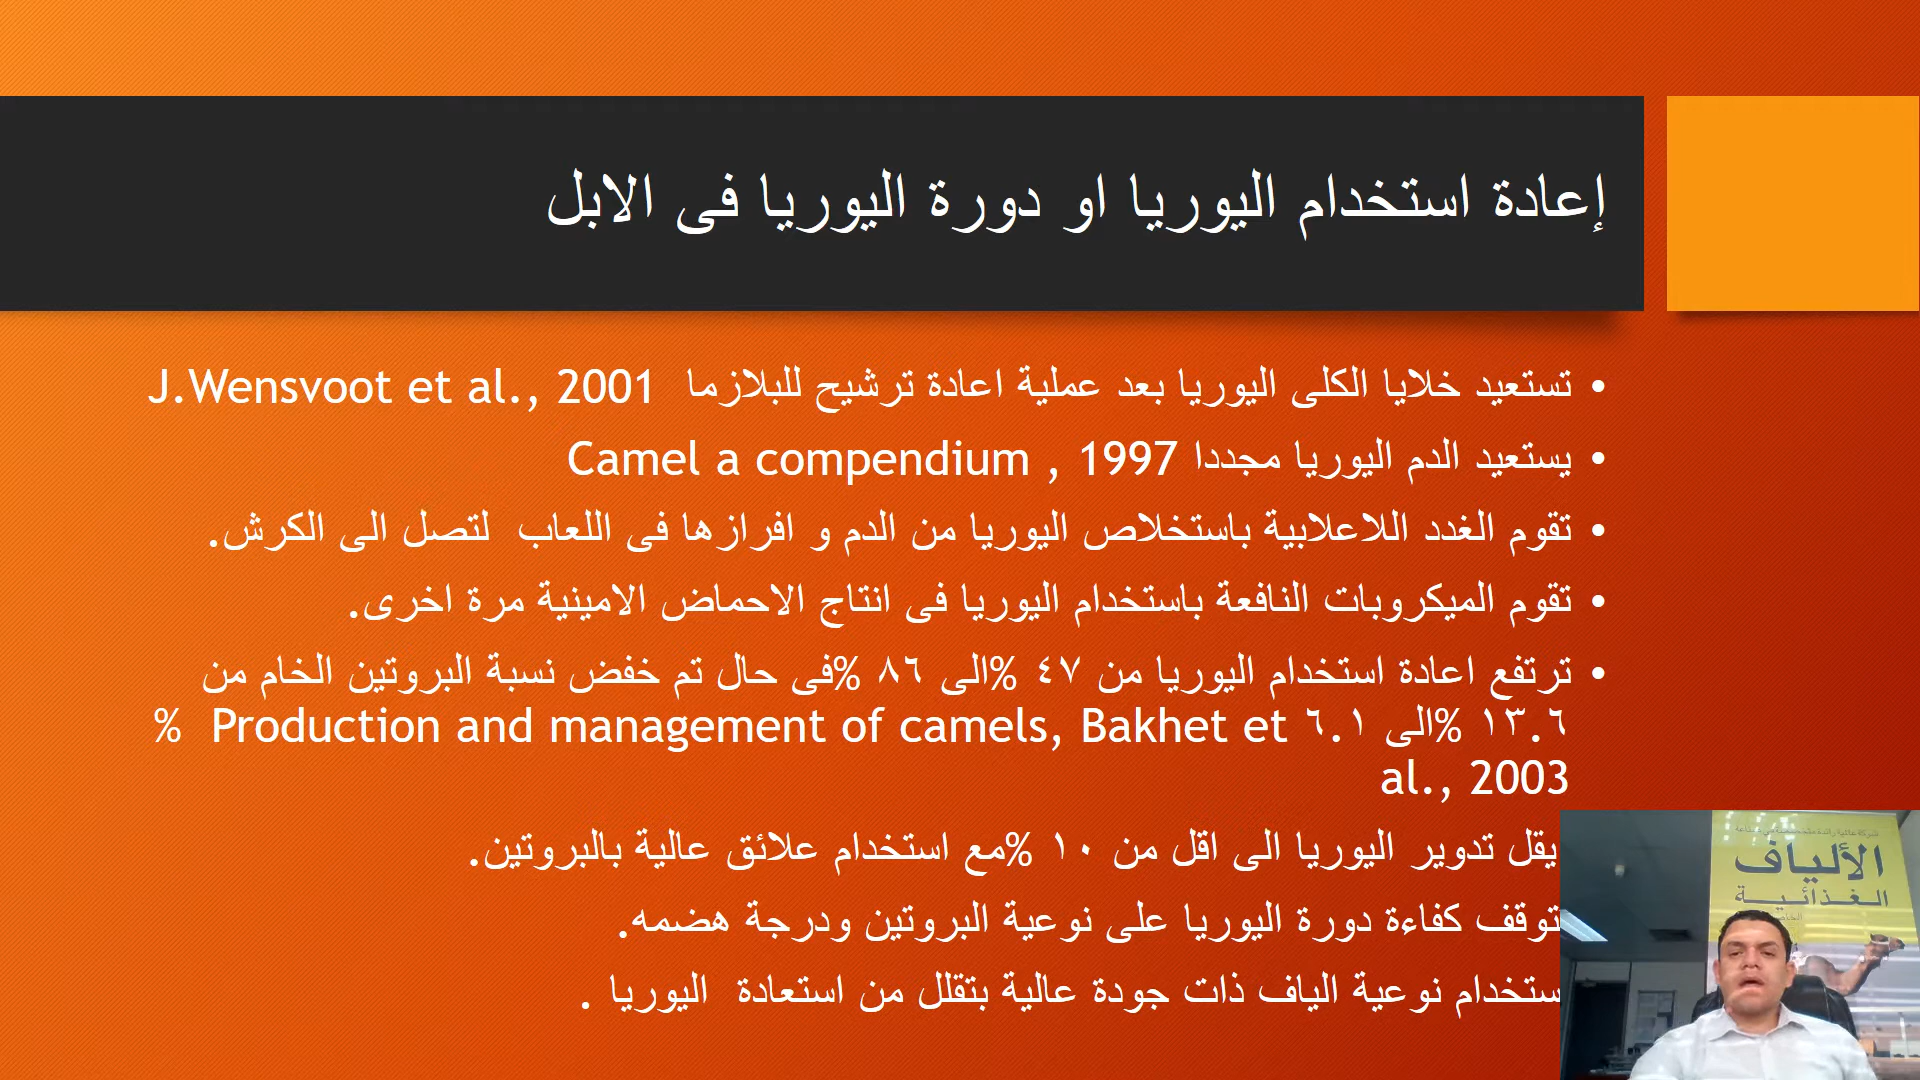 إعادة استخدام اليوريا او دورة اليوريا فى الابل
• تستعيد خلايا الكلى اليوريا بعد عملية اعادة ترشيح للبلازما J.Wensvoot et al., 2001
• يستعيد الدم اليوريا مجددا Camel a compendium , 1997
• تقوم الغدد اللاعلابية باستخلاص اليوريا من الدم و افرازها فى اللعاب لتصل الى الكرش.
• تقوم الميكروبات النافعة باستخدام اليوريا فى انتاج الاحماض الامينية مرة اخرى.
• ترتفع اعادة استخدام اليوريا من ٤٧ %الى ٨٦ %فى حال تم خفض نسبة البروتين الخام من
١٣.٦ %الى ٦.١ % Production and management of camels, Bakhet et
al., 2003
يقل تدوير اليوريا الى اقل من ١٠ %مع استخدام علائق عالية بالبروتين.
توقف كفاءة دورة اليوريا على نوعية البروتين ودرجة هضمه.
ستخدام نوعية الياف ذات جودة عالية بتقلل من استعادة اليوريا .
الألياف
الغذائية